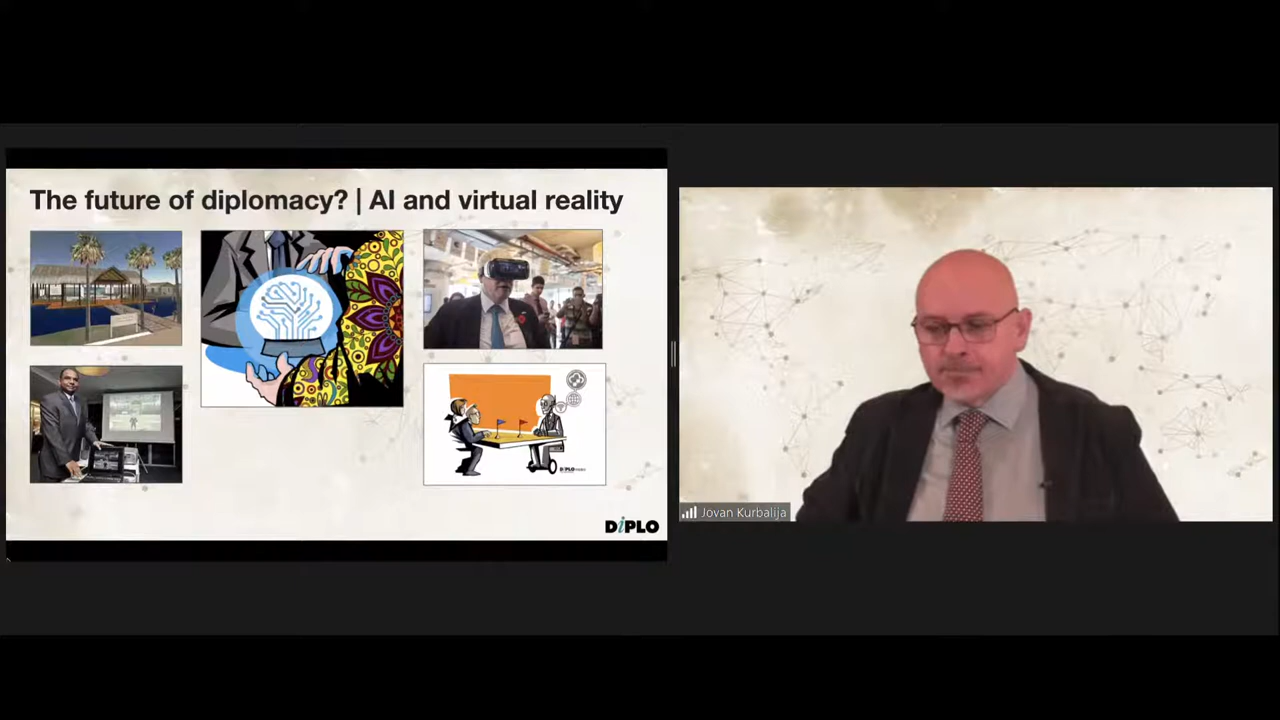 The future of diplomacy? | AI and virtual reality
DiPLO
Jovan Kurbalija